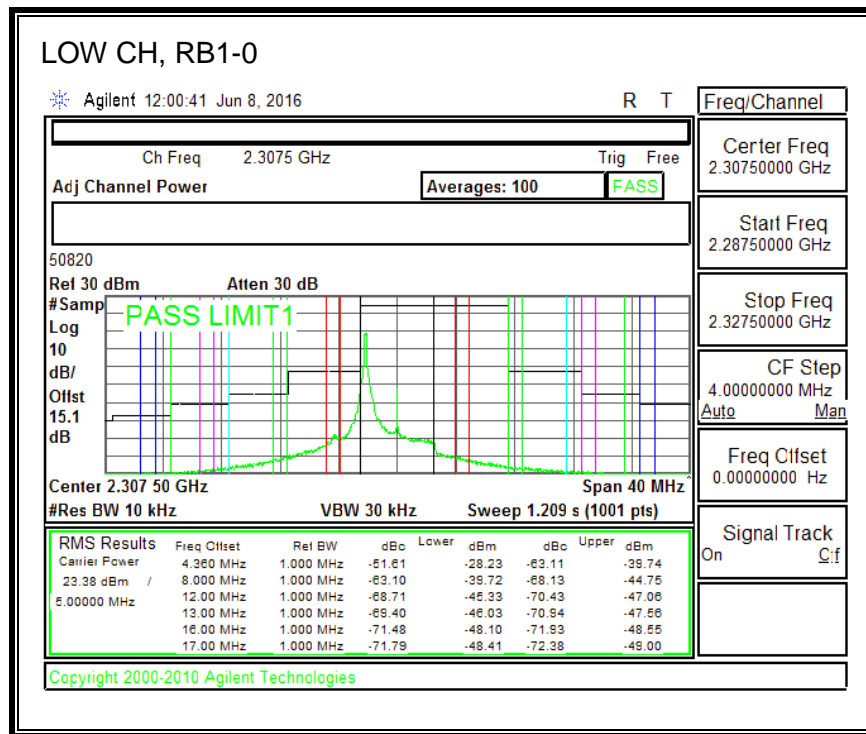 LOW CH, RB1-0
Agilent 12:00:41 Jun 8, 2016 R T
Freq/Channel
Ch Freq 2.3075 GHz Trig Free
Adj Channel Power Averages: 100 PASS
Center Freq
2.30750000 GHz
Start Freq
2.28750000 GHz
Stop Freq
2.32750000 GHz
CF Step
4.00000000 MHz
Auto Man
Freq Offset
0.00000000 Hz
Signal Track
On Off
50820
Ref 30 dBm Atten 30 dB
#Samp
Log
10
dB/
Offst
15.1
dB
PASS LIMIT1
Center 2.307 50 GHz Span 40 MHz
#Res BW 10 kHz VBW 30 kHz Sweep 1.209 s (1001 pts)
RMS Results Freq Offset Ref BW dBc Lower dBm dBc Upper dBm
Carrier Power 4.360 MHz 1.000 MHz -51.61 -28.23 -63.11 -39.74
23.38 dBm / 8.000 MHz 1.000 MHz -63.10 -39.72 -68.13 -44.75
5.00000 MHz 12.00 MHz 1.000 MHz -68.71 -45.33 -70.43 -47.06
13.00 MHz 1.000 MHz -69.40 -46.03 -70.94 -47.56
16.00 MHz 1.000 MHz -71.48 -48.10 -71.93 -48.55
17.00 MHz 1.000 MHz -71.79 -48.41 -72.38 -49.00
Copyright 2000-2010 Agilent Technologies